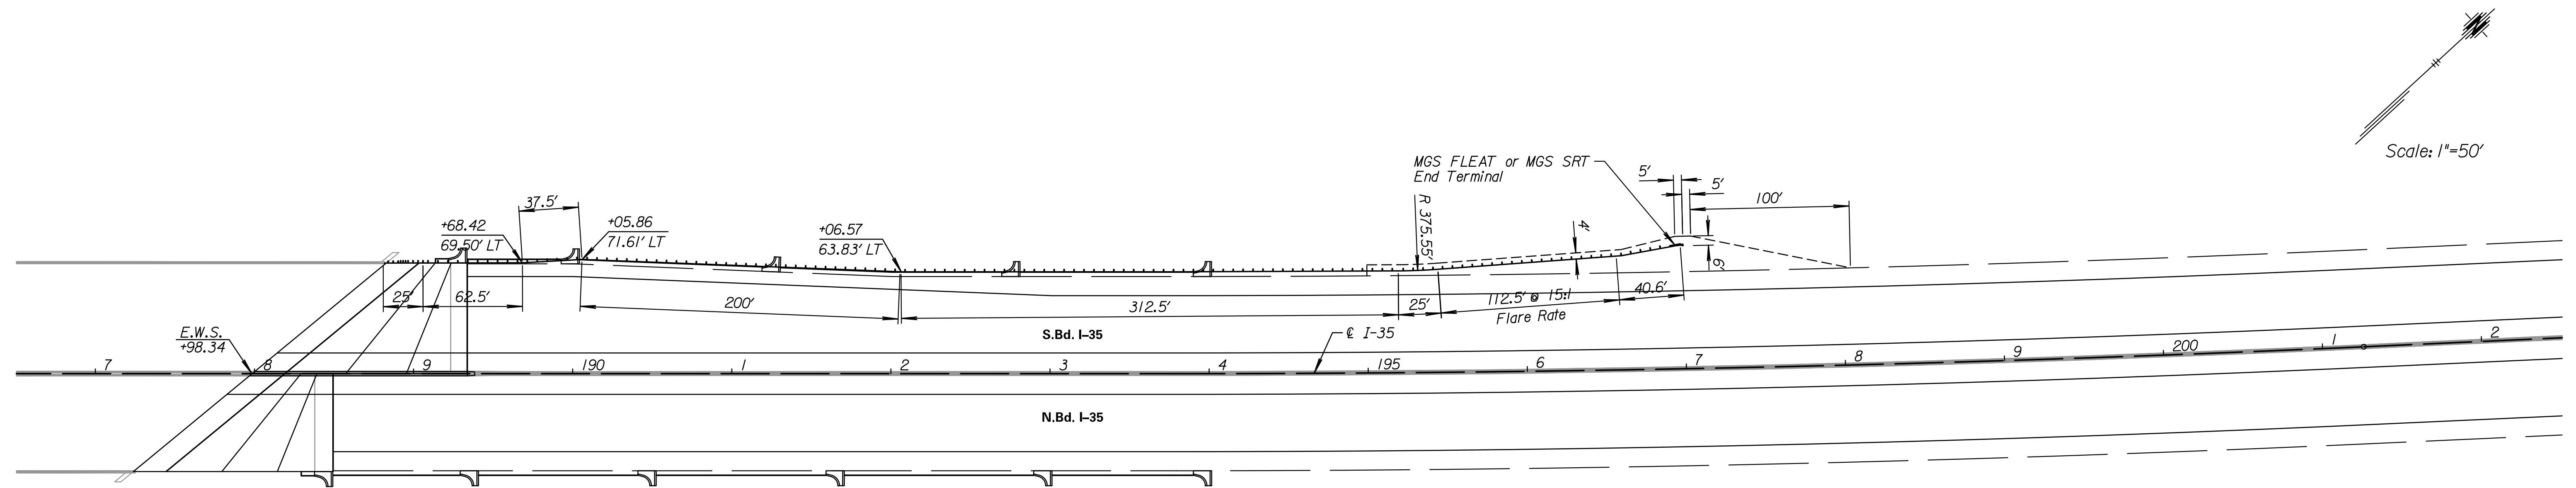 N
Scale: 1"=50'
MGS FLEAT or MGS SRT
End Terminal
5'
5'
100'
37.5'
+68.42
69.50' LT
+05.86
71.61' LT
+06.57
63.83' LT
R 375.55'
4'
6'
25'
62.5'
200'
312.5'
25'
112.5' @ 15:1
Flare Rate
40.6'
E.W.S.
+98.34
S.Bd. I-35
℄ I-35
7 8 9 190 1 2 3 4 195 6 7 8 9 200 1 2
N.Bd. I-35